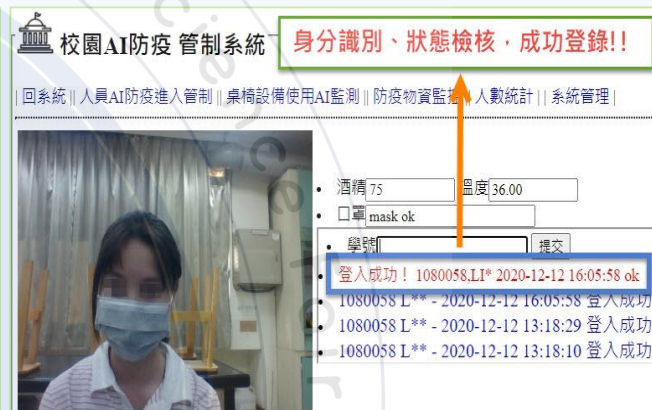 校園AI防疫 管制系統
身分識別、狀態檢核,成功登錄!!
| 回系統 || 人員AI防疫進入管制 || 桌椅設備使用AI監測 || 防疫物資監 || 人數統計 || 系統管理 |
酒精 75 溫度 36.00
口罩 mask ok
學號 提交
登入成功! 1080058,LI* 2020-12-12 16:05:58 ok
1080058 L** - 2020-12-12 16:05:58 登入成功
1080058 L** - 2020-12-12 13:18:29 登入成功
1080058 L** - 2020-12-12 13:18:10 登入成功